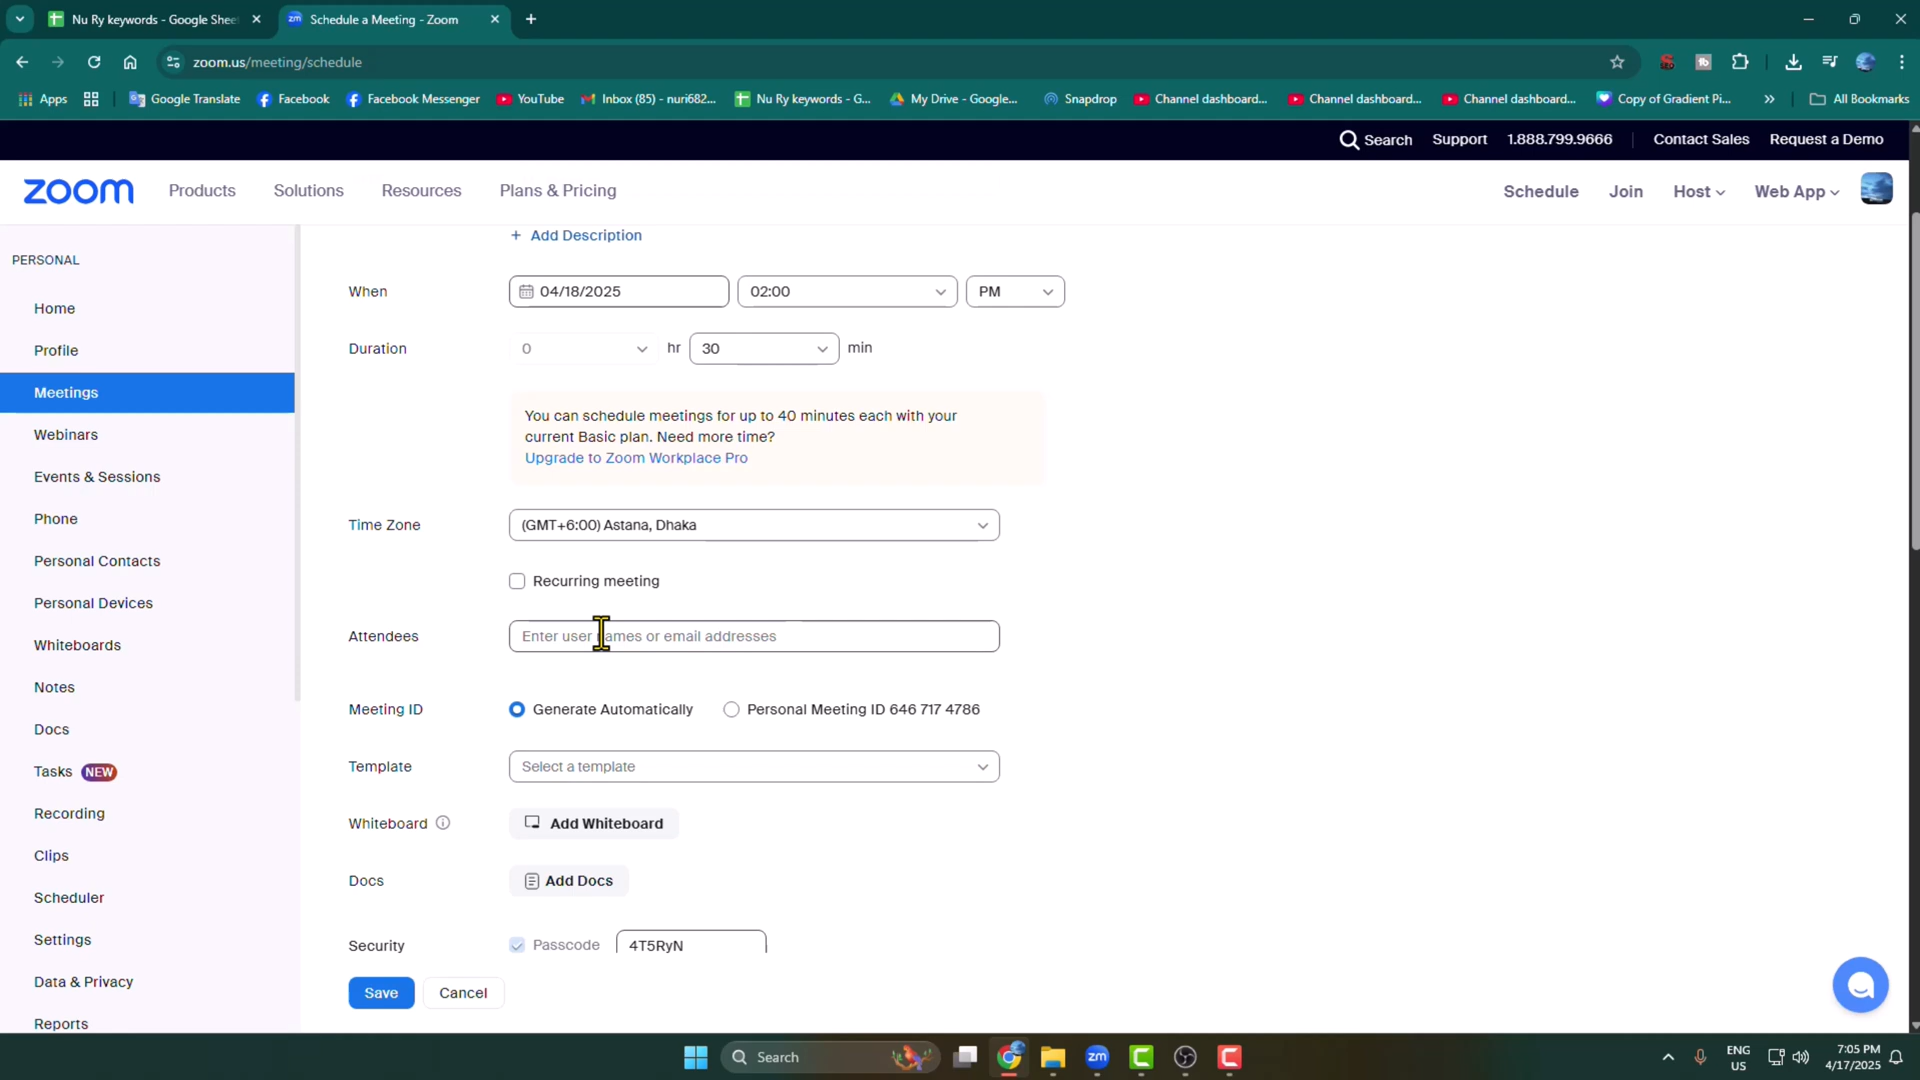 Nu Ry keywords - Google Shee
zm Schedule a Meeting - Zoom
zoom.us/meeting/schedule
Apps Google Translate Facebook Facebook Messenger YouTube Inbox (85) - nuri682... Nu Ry keywords - G... My Drive - Google... Snapdrop Channel dashboard... Channel dashboard... Channel dashboard... Copy of Gradient Pi... » All Bookmarks
Search Support 1.888.799.9666 Contact Sales Request a Demo
zoom Products Solutions Resources Plans & Pricing Schedule Join Host Web App
PERSONAL
Home
Profile
Meetings
Webinars
Events & Sessions
Phone
Personal Contacts
Personal Devices
Whiteboards
Notes
Docs
Tasks NEW
Recording
Clips
Scheduler
Settings
Data & Privacy
Reports
+ Add Description
When 04/18/2025 02:00 PM
Duration 0 hr 30 min
You can schedule meetings for up to 40 minutes each with your
current Basic plan. Need more time?
Upgrade to Zoom Workplace Pro
Time Zone (GMT+6:00) Astana, Dhaka
Recurring meeting
Attendees Enter user names or email addresses
Meeting ID Generate Automatically Personal Meeting ID 646 717 4786
Template Select a template
Whiteboard Add Whiteboard
Docs Add Docs
Security Passcode 4T5RyN
Save Cancel
Search
zm
ENG
US
7:05 PM
4/17/2025